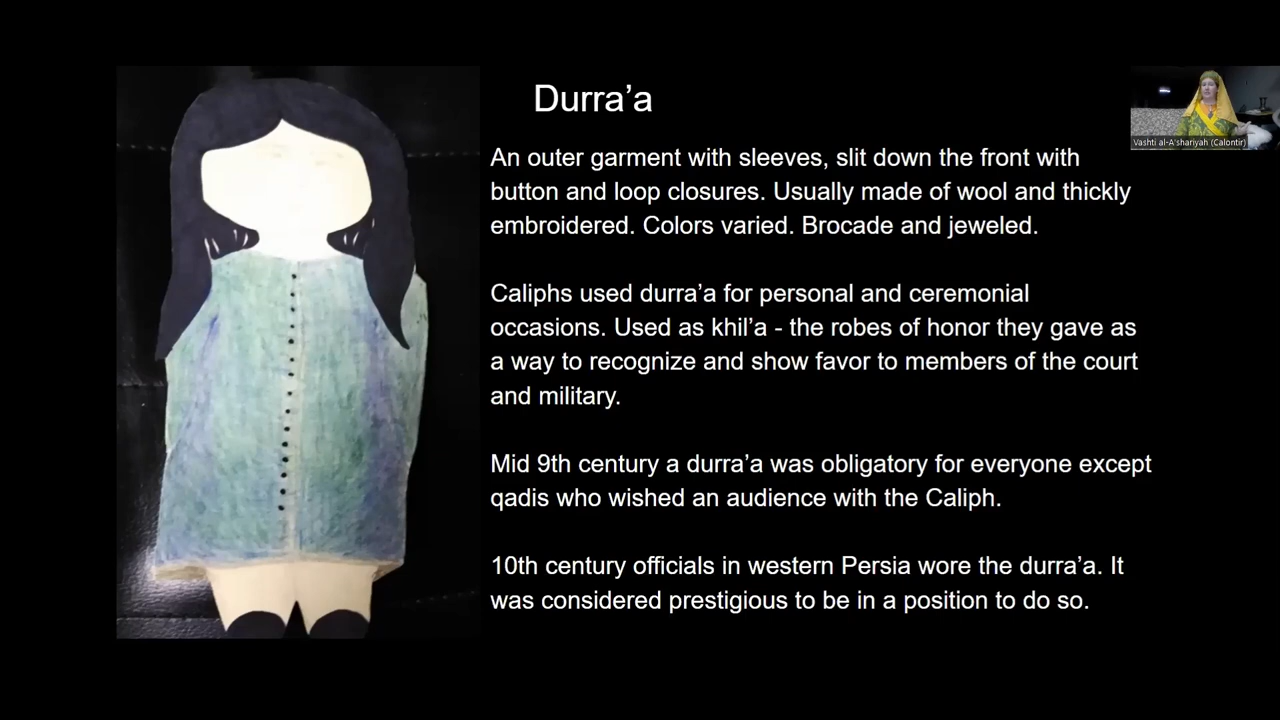 Durra’a
An outer garment with sleeves, slit down the front with
button and loop closures. Usually made of wool and thickly
embroidered. Colors varied. Brocade and jeweled.
Caliphs used durra’a for personal and ceremonial
occasions. Used as khil’a - the robes of honor they gave as
a way to recognize and show favor to members of the court
and military.
Mid 9th century a durra’a was obligatory for everyone except
qadis who wished an audience with the Caliph.
10th century officials in western Persia wore the durra’a. It
was considered prestigious to be in a position to do so.
Vashti al-A'shariyah (Calontir)